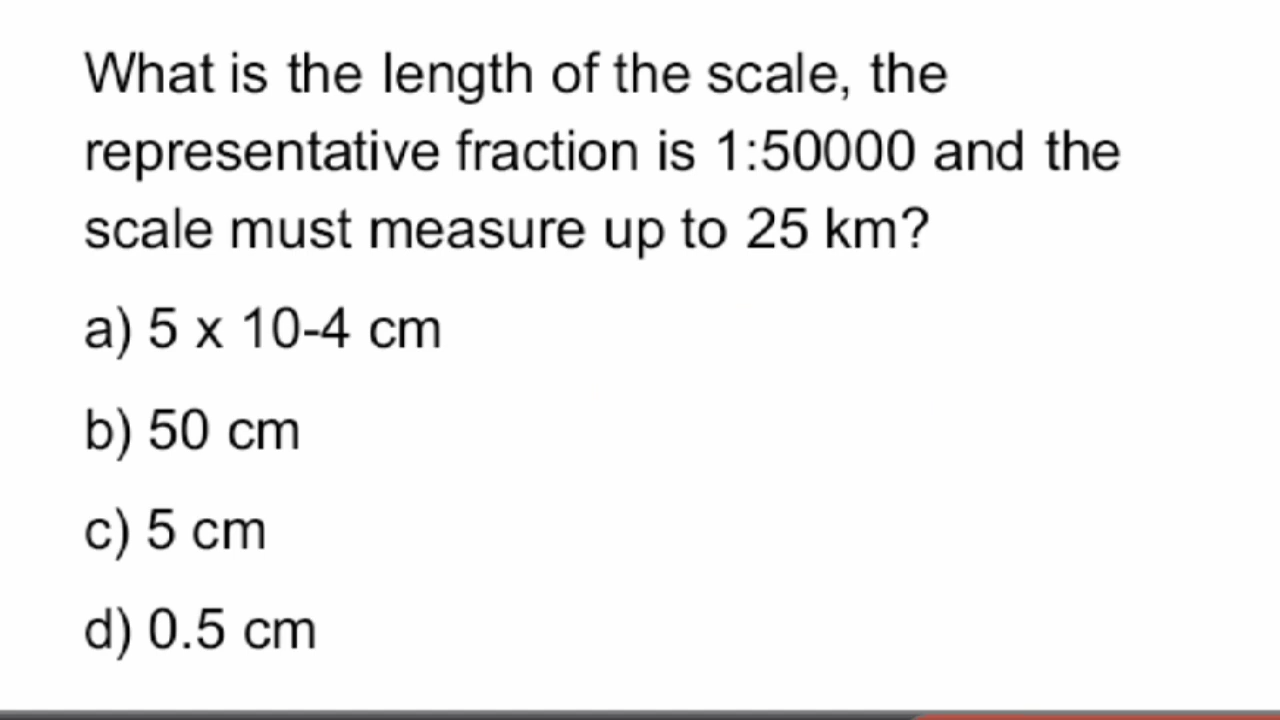 What is the length of the scale, the
representative fraction is 1:50000 and the
scale must measure up to 25 km?
a) 5 x 10-4 cm
b) 50 cm
c) 5 cm
d) 0.5 cm